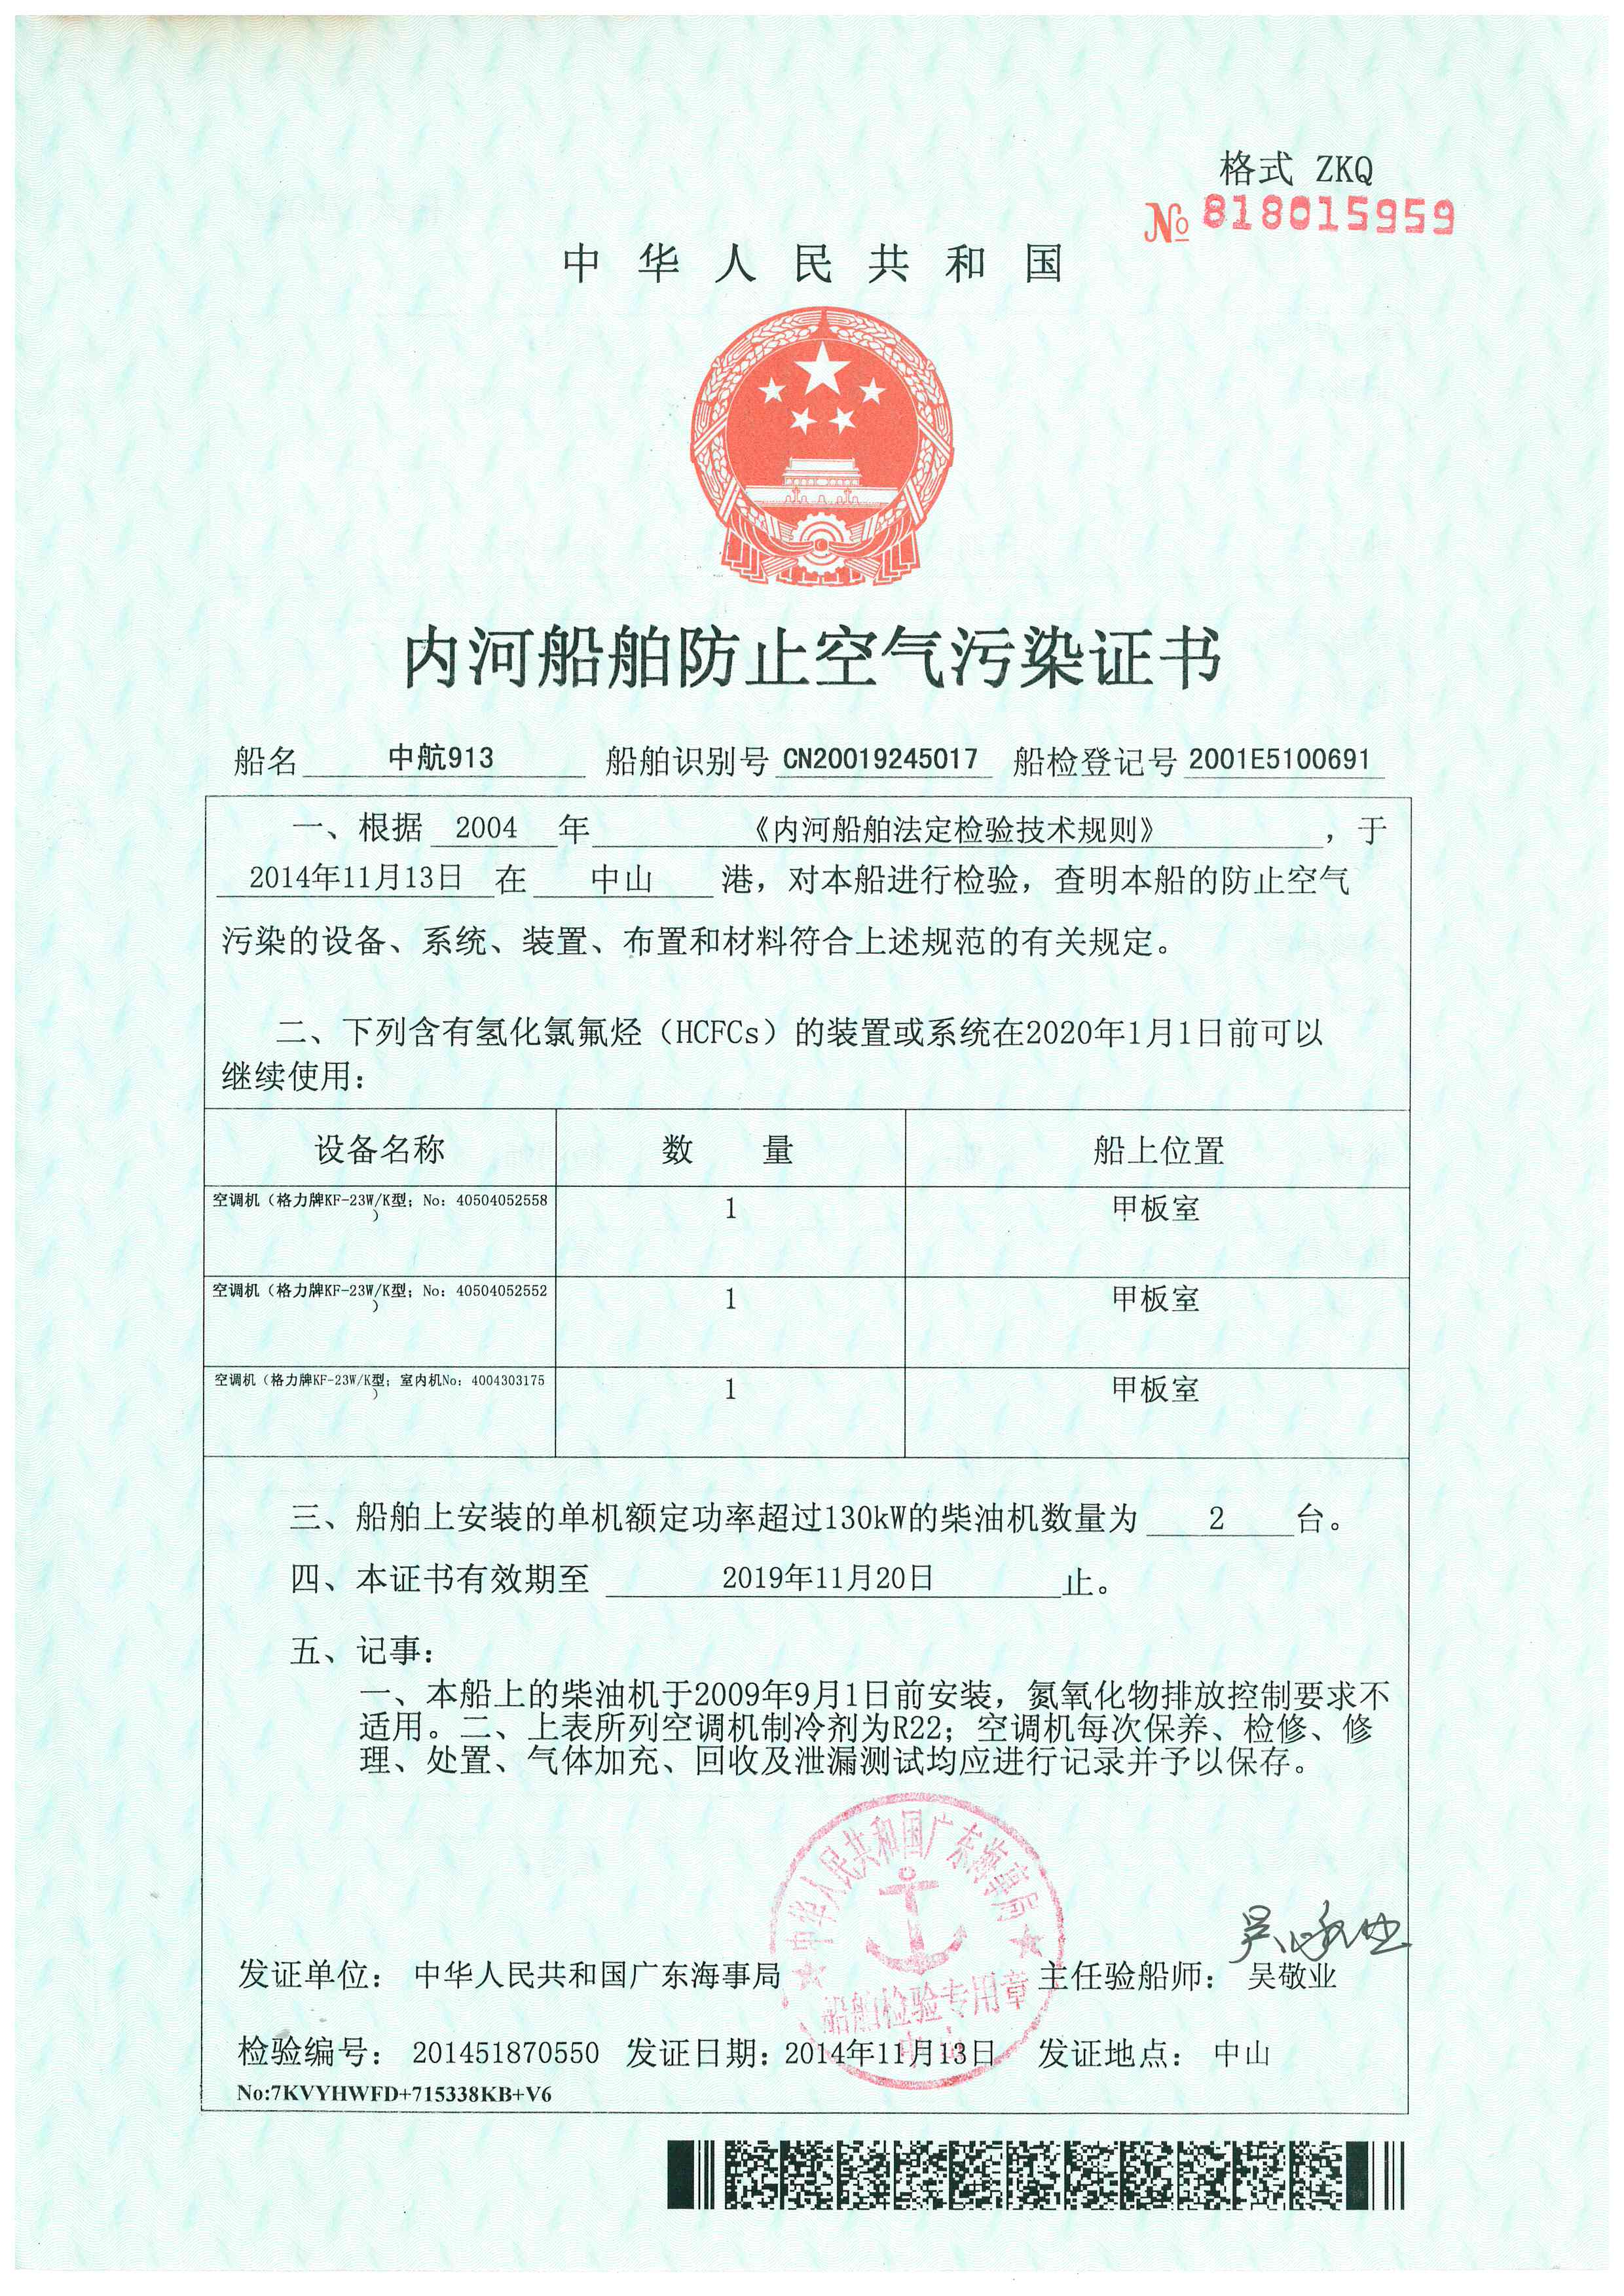 格式 ZKQ
№ 818015959
中华人民共和国
内河船舶防止空气污染证书
船名 中航913 船舶识别号 CN20019245017 船检登记号 2001E5100691
一、根据 2004 年 《内河船舶法定检验技术规则》 ，于
2014年11月13日 在 中山 港，对本船进行检验，查明本船的防止空气
污染的设备、系统、装置、布置和材料符合上述规范的有关规定。
二、下列含有氢化氯氟烃（HCFCs）的装置或系统在2020年1月1日前可以
继续使用：
设备名称 数 量 船上位置
空调机（格力牌KF-23W/K型；No：40504052558 1 甲板室
）
空调机（格力牌KF-23W/K型；No：40504052552 1 甲板室
）
空调机（格力牌KF-23W/K型；室内机No：4004303175 1 甲板室
）
三、船舶上安装的单机额定功率超过130kW的柴油机数量为 2 台。
四、本证书有效期至 2019年11月20日 止。
五、记事：
一、本船上的柴油机于2009年9月1日前安装，氮氧化物排放控制要求不
适用。二、上表所列空调机制冷剂为R22；空调机每次保养、检修、修
理、处置、气体加充、回收及泄漏测试均应进行记录并予以保存。
中华人民共和国广东海事局
船舶检验专用章
中山
吴敬业
发证单位： 中华人民共和国广东海事局 主任验船师： 吴敬业
检验编号： 201451870550 发证日期：2014年11月13日 发证地点： 中山
No:7KVYHWFD+715338KB+V6